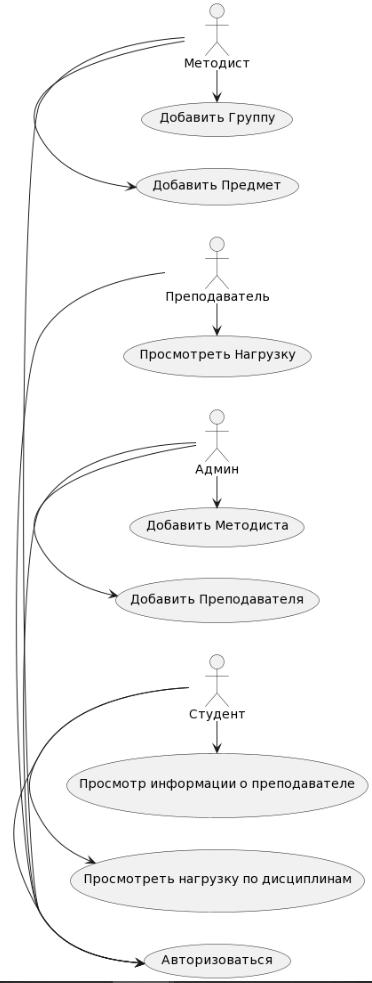 Методист
Добавить Группу
Добавить Предмет
Преподаватель
Просмотреть Нагрузку
Админ
Добавить Методиста
Добавить Преподавателя
Студент
Просмотр информации о преподавателе
Просмотреть нагрузку по дисциплинам
Авторизоваться